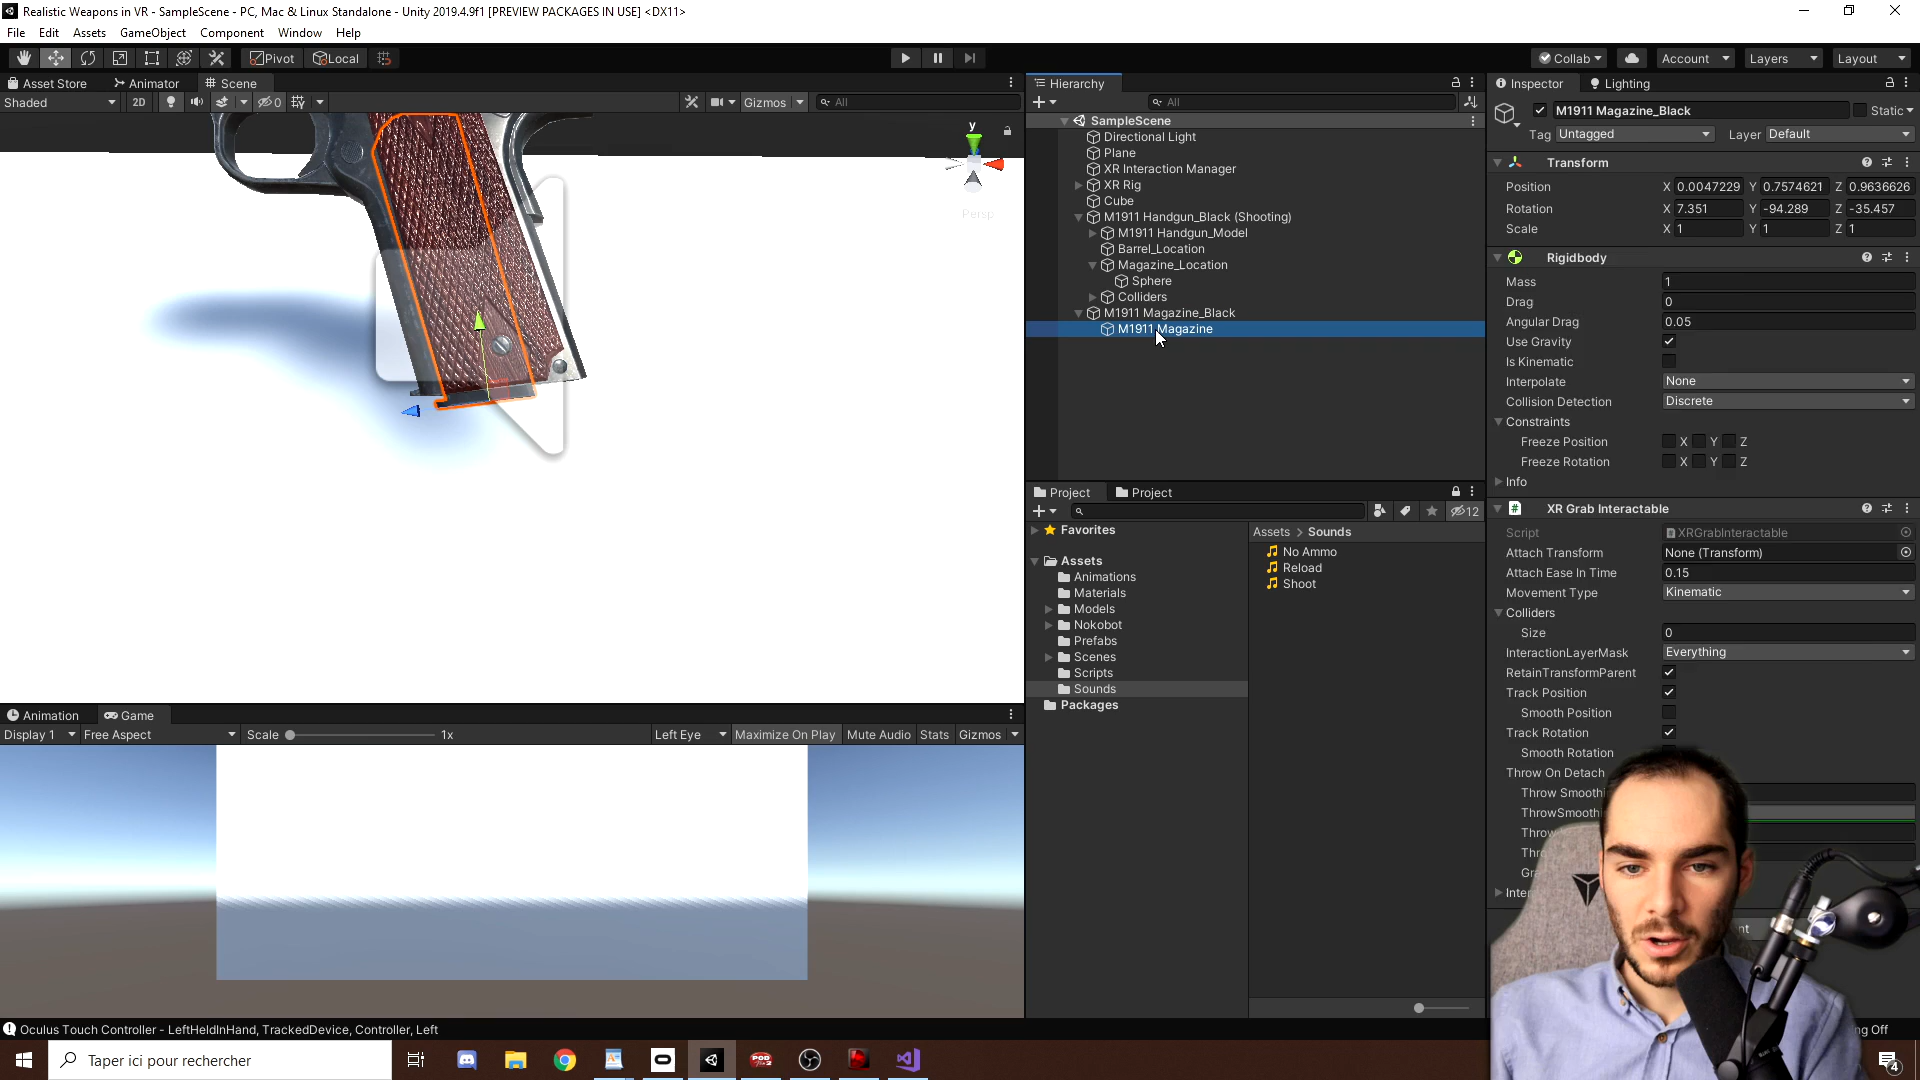 Realistic Weapons in VR - SampleScene - PC, Mac & Linux Standalone - Unity 2019.4.9f1 [PREVIEW PACKAGES IN USE] <DX11>
File Edit Assets GameObject Component Window Help
Pivot Local Collab Account Layers Layout
Asset Store Animator Scene
Shaded 2D 0 Gizmos All
y
Persp
Hierarchy
All
SampleScene
Directional Light
Plane
XR Interaction Manager
XR Rig
Cube
M1911 Handgun_Black (Shooting)
M1911 Handgun_Model
Barrel_Location
Magazine_Location
Sphere
Colliders
M1911 Magazine_Black
M1911 Magazine
Project Project
12
Favorites
Assets
Animations
Materials
Models
Nokobot
Prefabs
Scenes
Scripts
Sounds
Packages
Assets > Sounds
No Ammo
Reload
Shoot
Inspector Lighting
M1911 Magazine_Black Static
Tag Untagged Layer Default
Transform
Position X 0.0047229 Y 0.7574621 Z 0.9636626
Rotation X 7.351 Y -94.289 Z -35.457
Scale X 1 Y 1 Z 1
Rigidbody
Mass 1
Drag 0
Angular Drag 0.05
Use Gravity
Is Kinematic
Interpolate None
Collision Detection Discrete
Constraints
Freeze Position X Y Z
Freeze Rotation X Y Z
Info
XR Grab Interactable
Script XRGrabInteractable
Attach Transform None (Transform)
Attach Ease In Time 0.15
Movement Type Kinematic
Colliders
Size 0
InteractionLayerMask Everything
RetainTransformParent
Track Position
Smooth Position
Track Rotation
Smooth Rotation
Throw On Detach
Animation Game
Display 1 Free Aspect Scale 1x Left Eye Maximize On Play Mute Audio Stats Gizmos
Oculus Touch Controller - LeftHeldInHand, TrackedDevice, Controller, Left
Taper ici pour rechercher
4